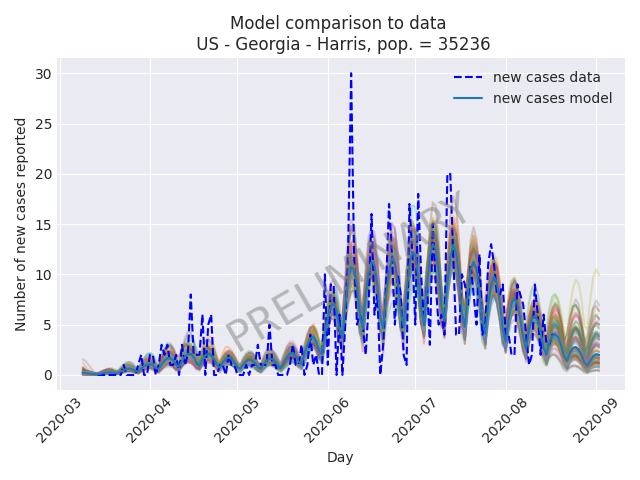 Model comparison to data
US - Georgia - Harris, pop. = 35236
Number of new cases reported
30
25
20
15
10
5
0
new cases data
new cases model
PRELIMINARY
2020-03
2020-04
2020-05
2020-06
2020-07
2020-08
2020-09
Day